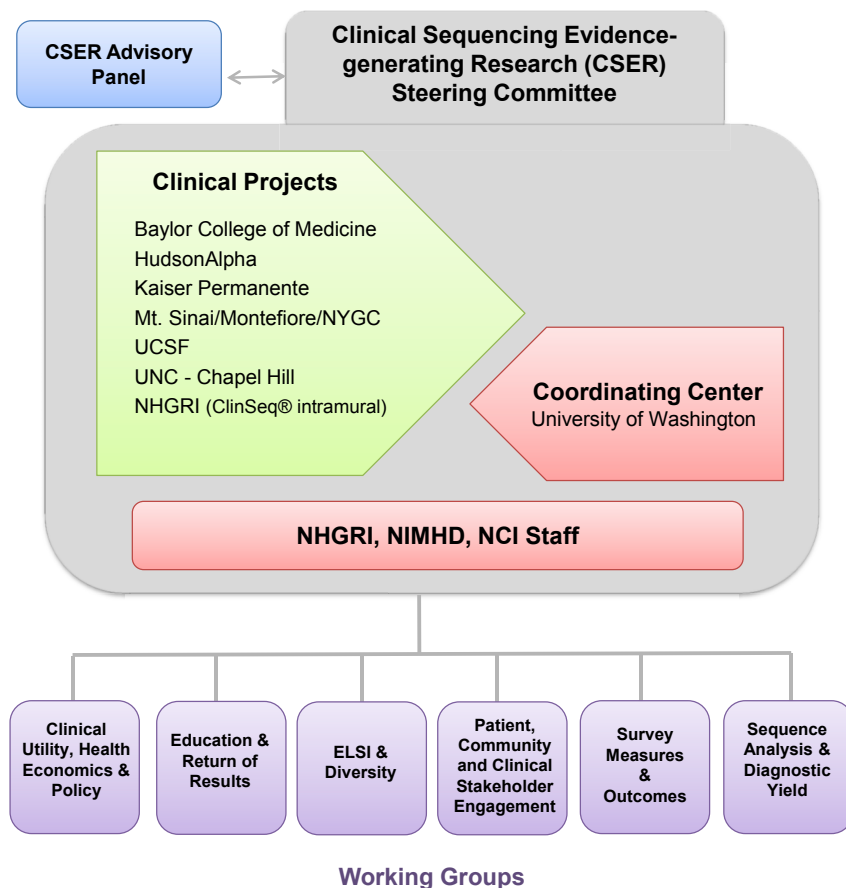 CSER Advisory
Panel
Clinical Sequencing Evidence-
generating Research (CSER)
Steering Committee
Clinical Projects
Baylor College of Medicine
HudsonAlpha
Kaiser Permanente
Mt. Sinai/Montefiore/NYGC
UCSF
UNC - Chapel Hill
NHGRI (ClinSeq® intramural)
Coordinating Center
University of Washington
NHGRI, NIMHD, NCI Staff
Clinical
Utility, Health
Economics &
Policy
Education &
Return of
Results
ELSI &
Diversity
Patient,
Community
and Clinical
Stakeholder
Engagement
Survey
Measures
&
Outcomes
Sequence
Analysis &
Diagnostic
Yield
Working Groups